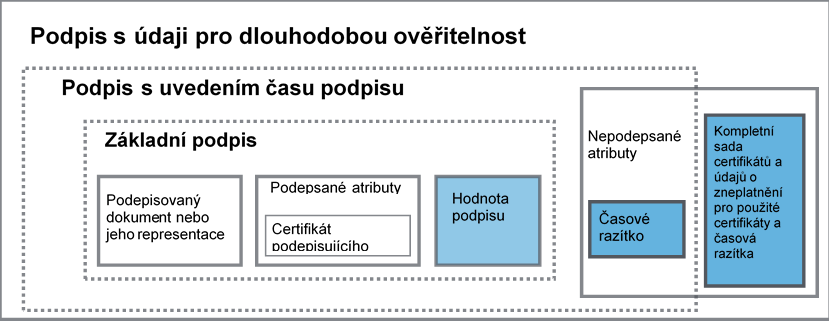 Podpis s údaji pro dlouhodobou ověřitelnost
Podpis s uvedením času podpisu
Základní podpis
Podepisovaný
dokument nebo
jeho representace
Podepsané atributy
Certifikát
podepisujícího
Hodnota
podpisu
Nepodepsané
atributy
Časové
razítko
Kompletní
sada
certifikátů a
údajů o
zneplatnění
pro použité
certifikáty a
časová
razítka